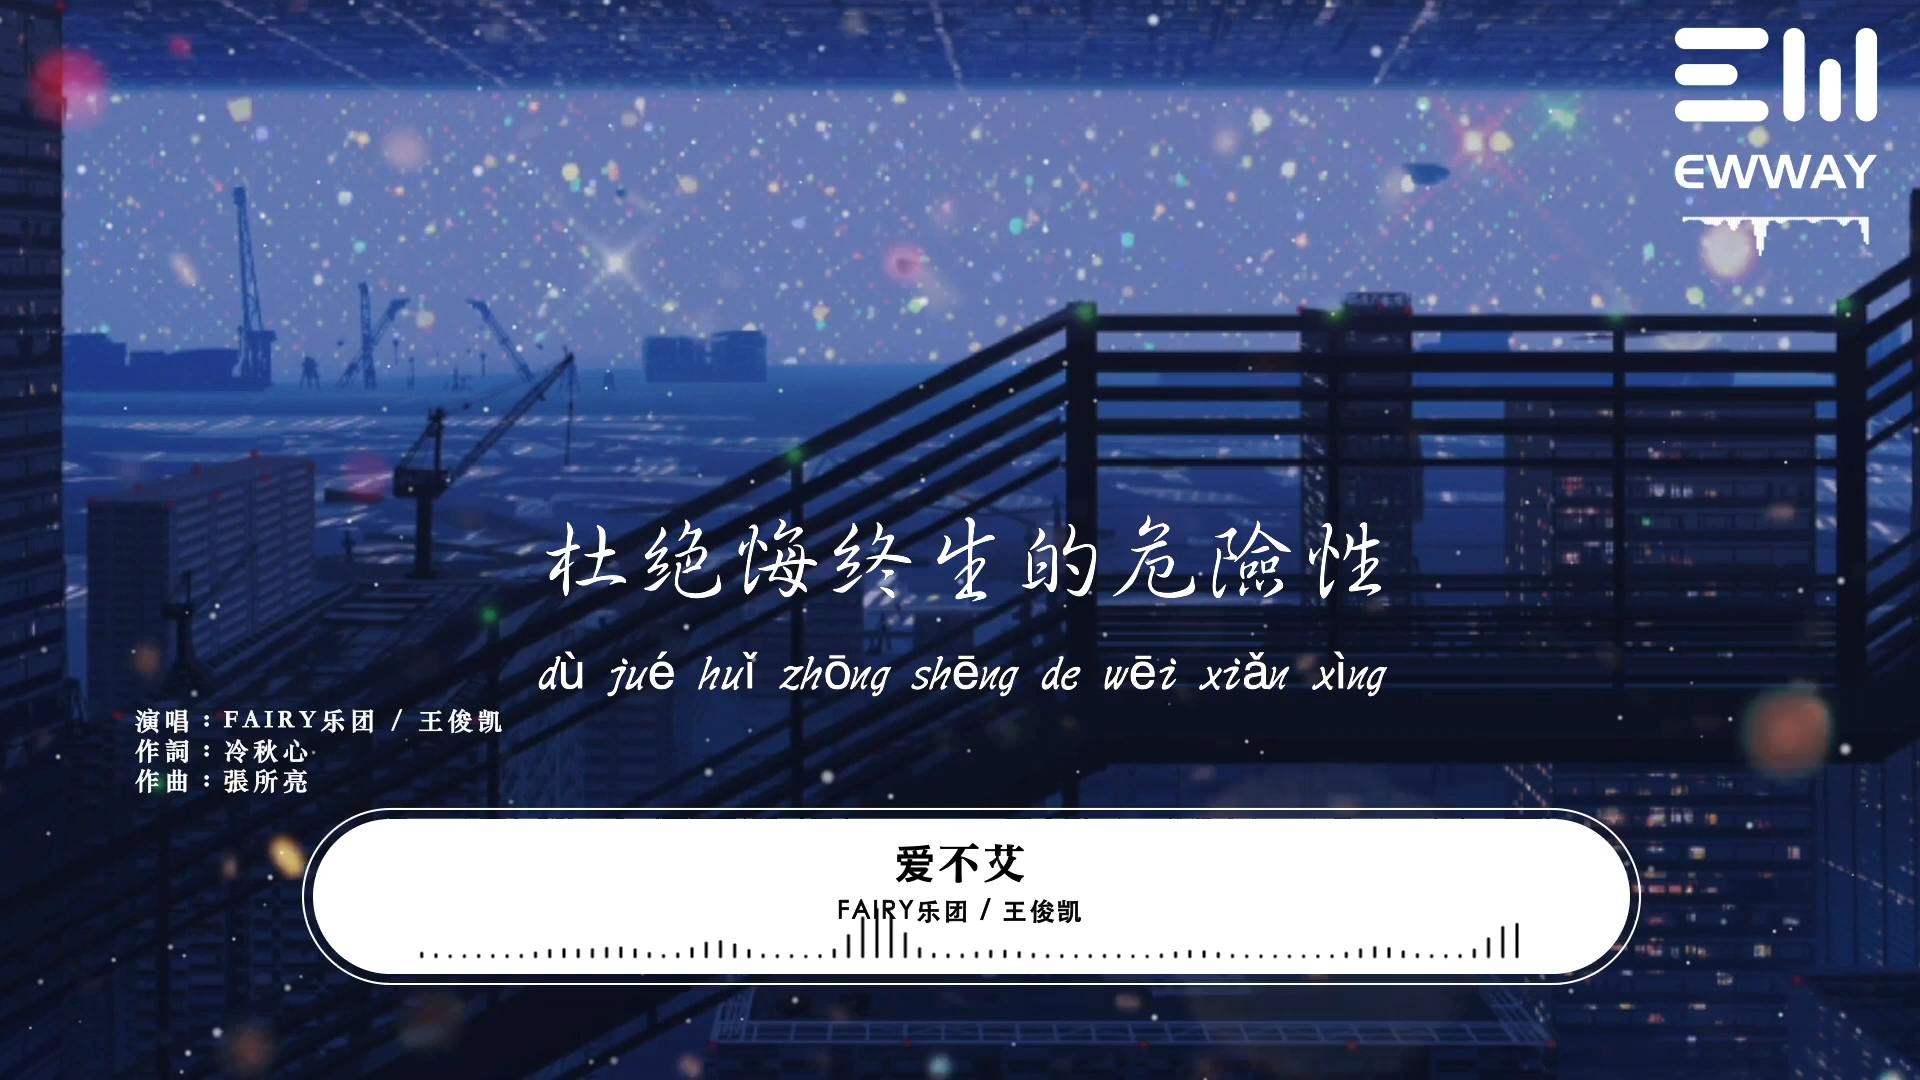 EW
EWWAY
杜绝悔终生的危險性
dù jué huǐ zhōng shēng de wēi xiǎn xìng
演唱：FAIRY乐团 / 王俊凯
作詞：冷秋心
作曲：張所亮
爱不艾
FAIRY乐团 / 王俊凯